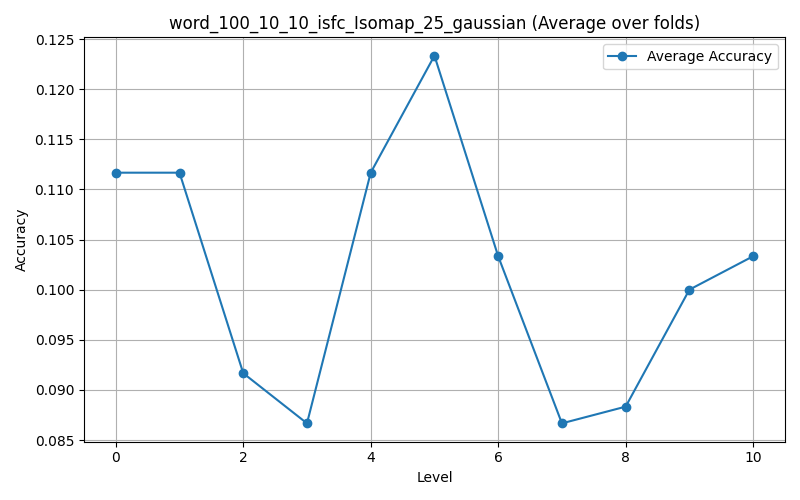 word_100_10_10_isfc_Isomap_25_gaussian (Average over folds)
Average Accuracy
0.125
0.120
0.115
0.110
0.105
0.100
0.095
0.090
0.085
Accuracy
0 2 4 6 8 10
Level